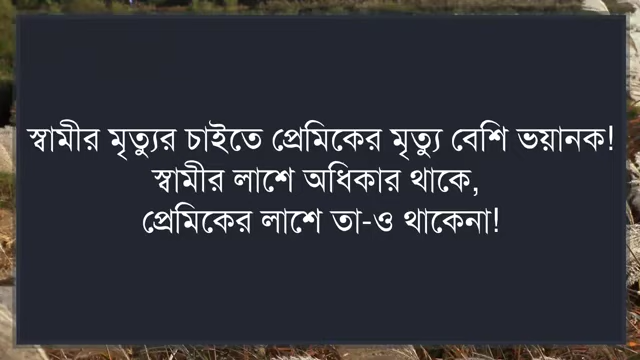 স্বামীর মৃত্যুর চাইতে প্রেমিকের মৃত্যু বেশি ভয়ানক!
স্বামীর লাশে অধিকার থাকে,
প্রেমিকের লাশে তা-ও থাকেনা!